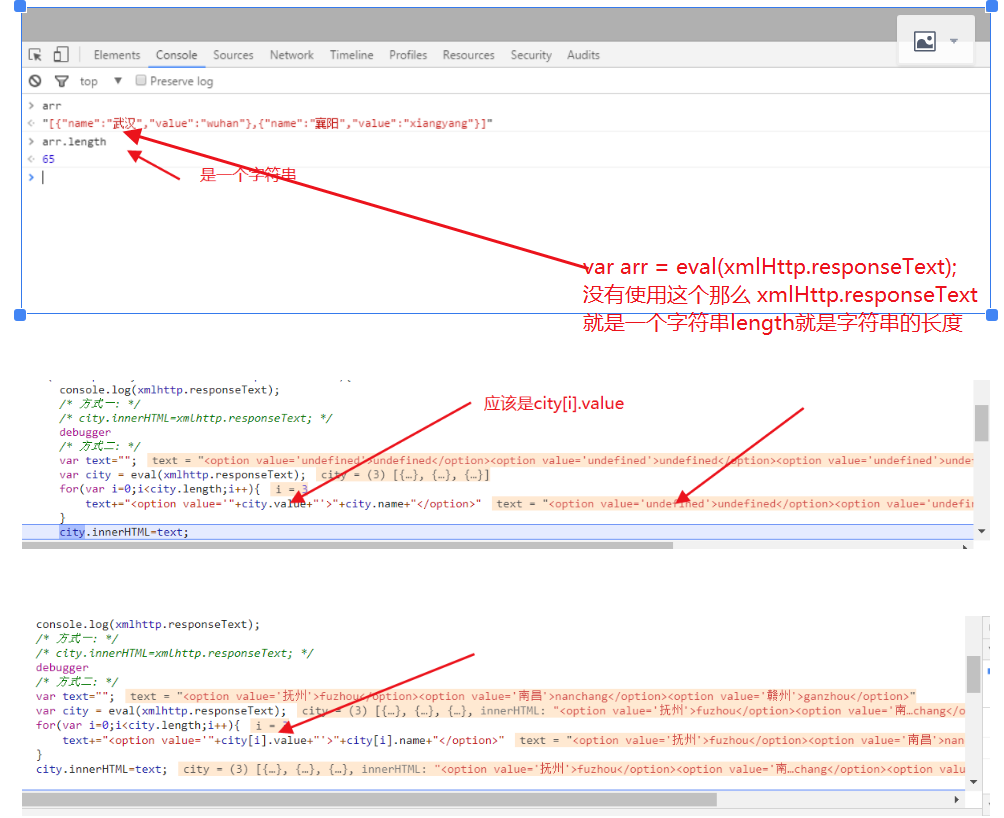 Elements Console Sources Network Timeline Profiles Resources Security Audits
top ▼ Preserve log
> arr
"[{"name":"武汉","value":"wuhan"},{"name":"襄阳","value":"xiangyang"}]"
> arr.length
65
>
是一个字符串
var arr = eval(xmlHttp.responseText);
没有使用这个那么 xmlHttp.responseText
就是一个字符串length就是字符串的长度
console.log(xmlhttp.responseText);
/* 方式一: */
应该是city[i].value
/* city.innerHTML=xmlhttp.responseText; */
debugger
/* 方式二: */
var text=""; text = "<option value='undefined'>undefined</option><option value='undefined'>undefined</option><option value='undefined'>unde
var city = eval(xmlhttp.responseText); city = (3) [{…}, {…}, {…}]
for(var i=0;i<city.length;i++){ i = 3
text+="<option value='"+city.value+"'>"+city.name+"</option>" text = "<option value='undefined'>undefined</option><option value='undefi
}
city.innerHTML=text;
console.log(xmlhttp.responseText);
/* 方式一: */
/* city.innerHTML=xmlhttp.responseText; */
debugger
/* 方式二: */
var text=""; text = "<option value='抚州'>fuzhou</option><option value='南昌'>nanchang</option><option value='赣州'>ganzhou</option>"
var city = eval(xmlhttp.responseText); city = (3) [{…}, {…}, {…}, innerHTML: "<option value='抚州'>fuzhou</option><option value='南…chang</o
for(var i=0;i<city.length;i++){ i =
text+="<option value='"+city[i].value+"'>"+city[i].name+"</option>" text = "<option value='抚州'>fuzhou</option><option value='南昌'>nan
}
city.innerHTML=text; city = (3) [{…}, {…}, {…}, innerHTML: "<option value='抚州'>fuzhou</option><option value='南…chang</option><option valu